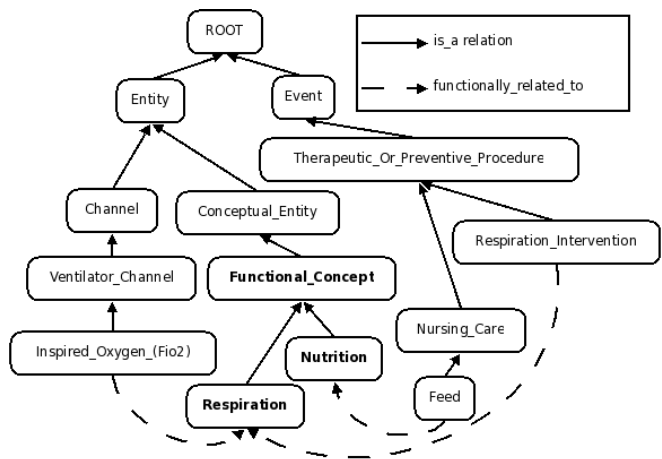 ROOT
is_a relation
functionally_related_to
Entity
Event
Therapeutic_Or_Preventive_Procedure
Channel
Conceptual_Entity
Respiration_Intervention
Ventilator_Channel
Functional_Concept
Inspired_Oxygen_(Fio2)
Nutrition
Nursing_Care
Respiration
Feed